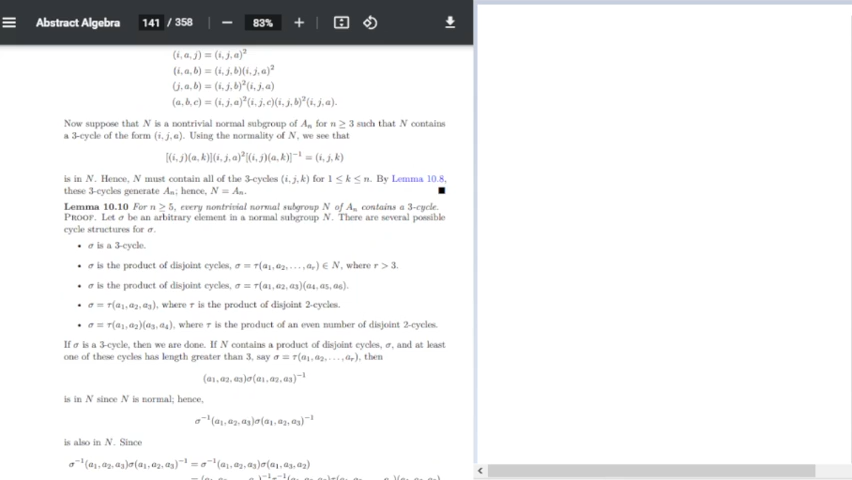 Abstract Algebra 141 / 358 − 83% +
(i, a, j) = (i, j, a)²
(i, a, b) = (i, j, b)(i, j, a)²
(j, a, b) = (i, j, b)²(i, j, a)
(a, b, c) = (i, j, a)²(i, j, c)(i, j, b)²(i, j, a).
Now suppose that N is a nontrivial normal subgroup of Aₙ for n ≥ 3 such that N contains
a 3-cycle of the form (i, j, a). Using the normality of N, we see that
[(i, j)(a, k)](i, j, a)²[(i, j)(a, k)]⁻¹ = (i, j, k)
is in N. Hence, N must contain all of the 3-cycles (i, j, k) for 1 ≤ k ≤ n. By Lemma 10.8,
these 3-cycles generate Aₙ; hence, N = Aₙ. ■
Lemma 10.10 For n ≥ 5, every nontrivial normal subgroup N of Aₙ contains a 3-cycle.
PROOF. Let σ be an arbitrary element in a normal subgroup N. There are several possible
cycle structures for σ.
• σ is a 3-cycle.
• σ is the product of disjoint cycles, σ = τ(a₁, a₂, . . . , aᵣ) ∈ N, where r > 3.
• σ is the product of disjoint cycles, σ = τ(a₁, a₂, a₃)(a₄, a₅, a₆).
• σ = τ(a₁, a₂, a₃), where τ is the product of disjoint 2-cycles.
• σ = τ(a₁, a₂)(a₃, a₄), where τ is the product of an even number of disjoint 2-cycles.
If σ is a 3-cycle, then we are done. If N contains a product of disjoint cycles, σ, and at least
one of these cycles has length greater than 3, say σ = τ(a₁, a₂, . . . , aᵣ), then
(a₁, a₂, a₃)σ(a₁, a₂, a₃)⁻¹
is in N since N is normal; hence,
σ⁻¹(a₁, a₂, a₃)σ(a₁, a₂, a₃)⁻¹
is also in N. Since
σ⁻¹(a₁, a₂, a₃)σ(a₁, a₂, a₃)⁻¹ = σ⁻¹(a₁, a₂, a₃)σ(a₁, a₃, a₂)